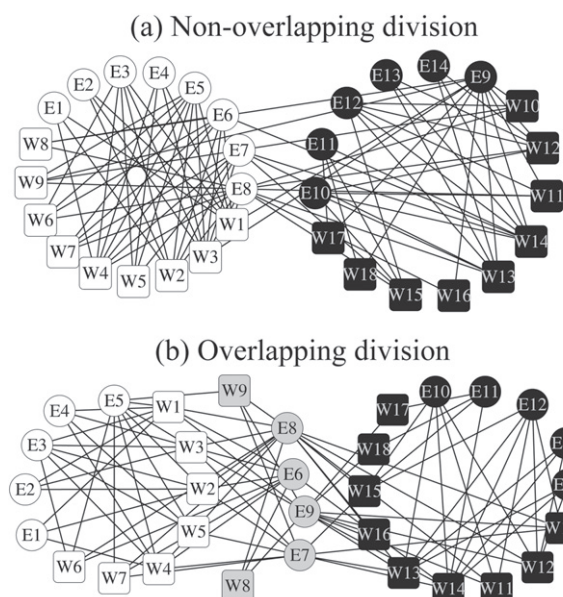 (a) Non-overlapping division
E1
E2
E3
E4
E5
E6
E7
E8
W8
W9
W6
W7
W4
W5
W2
W3
W1
E13
E14
E9
E12
E11
E10
W10
W12
W11
W14
W13
W17
W18
W15
W16
(b) Overlapping division
E5
E4
E3
E2
E1
W1
W3
W2
W5
W4
W7
W6
W9
E8
E6
E9
E7
W8
W17
W18
W15
W16
W13
W14
W11
W12
E10
E11
E12